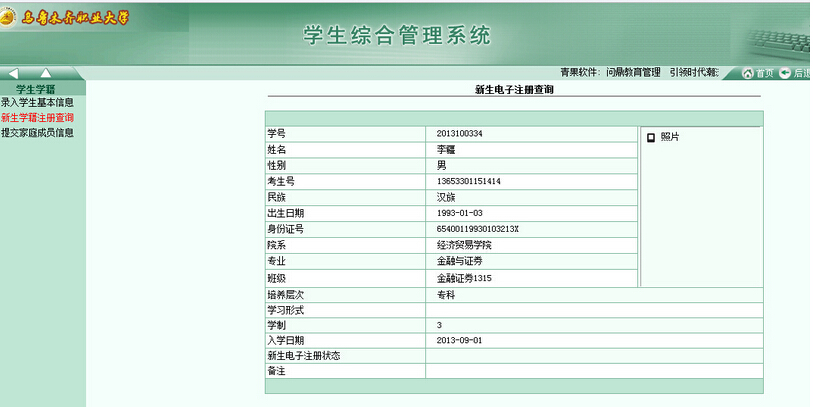 乌鲁木齐职业大学
学生综合管理系统
青果软件：问鼎教育管理 引领时代潮
首页 后退
学生学籍
录入学生基本信息
新生学籍注册查询
提交家庭成员信息
新生电子注册查询
学号 2013100334
照片
姓名 李疆
性别 男
考生号 13653301151414
民族 汉族
出生日期 1993-01-03
身份证号 65400119930103213X
院系 经济贸易学院
专业 金融与证券
班级 金融证券1315
培养层次 专科
学习形式
学制 3
入学日期 2013-09-01
新生电子注册状态
备注